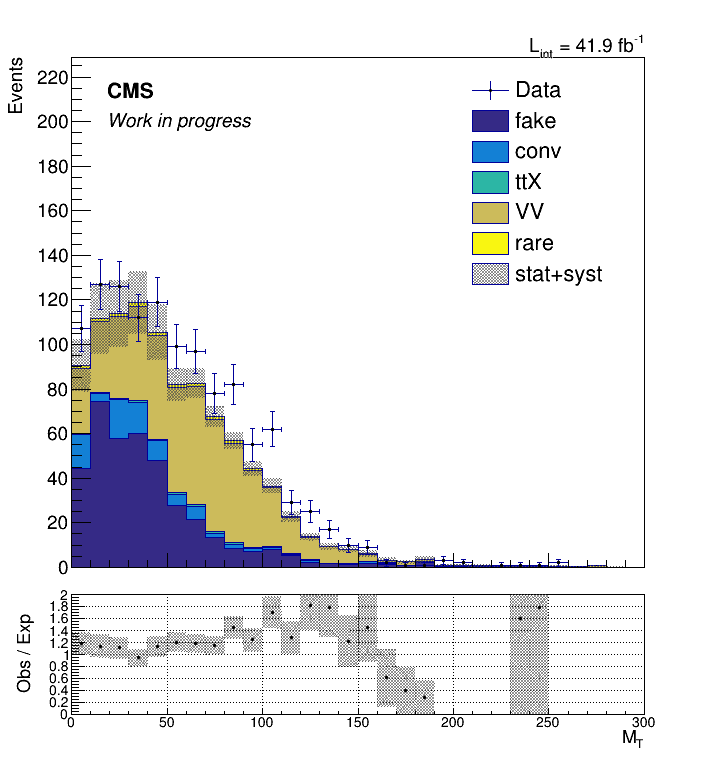 L_int = 41.9 fb^-1
Events
220
200
180
160
140
120
100
80
60
40
20
0
CMS
Work in progress
Data
fake
conv
ttX
VV
rare
stat+syst
Obs / Exp
2
1.8
1.6
1.4
1.2
1
0.8
0.6
0.4
0.2
0
0 50 100 150 200 250 300
M_T